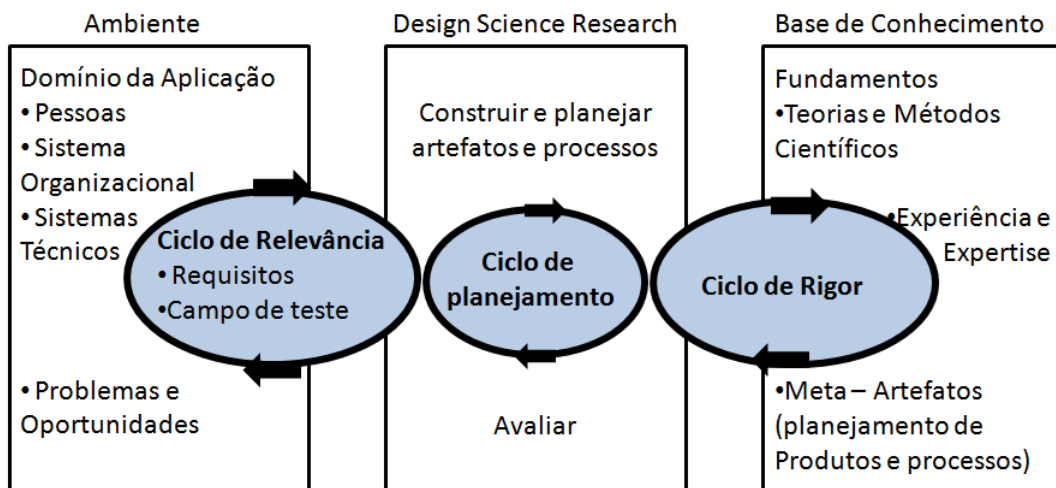 Ambiente
Domínio da Aplicação
• Pessoas
• Sistema
Organizacional
• Sistemas
Técnicos
Ciclo de Relevância
• Requisitos
•Campo de teste
• Problemas e
Oportunidades
Design Science Research
Construir e planejar
artefatos e processos
Ciclo de
planejamento
Avaliar
Base de Conhecimento
Fundamentos
•Teorias e Métodos
Científicos
•Experiência e
Expertise
Ciclo de Rigor
•Meta – Artefatos
(planejamento de
Produtos e processos)